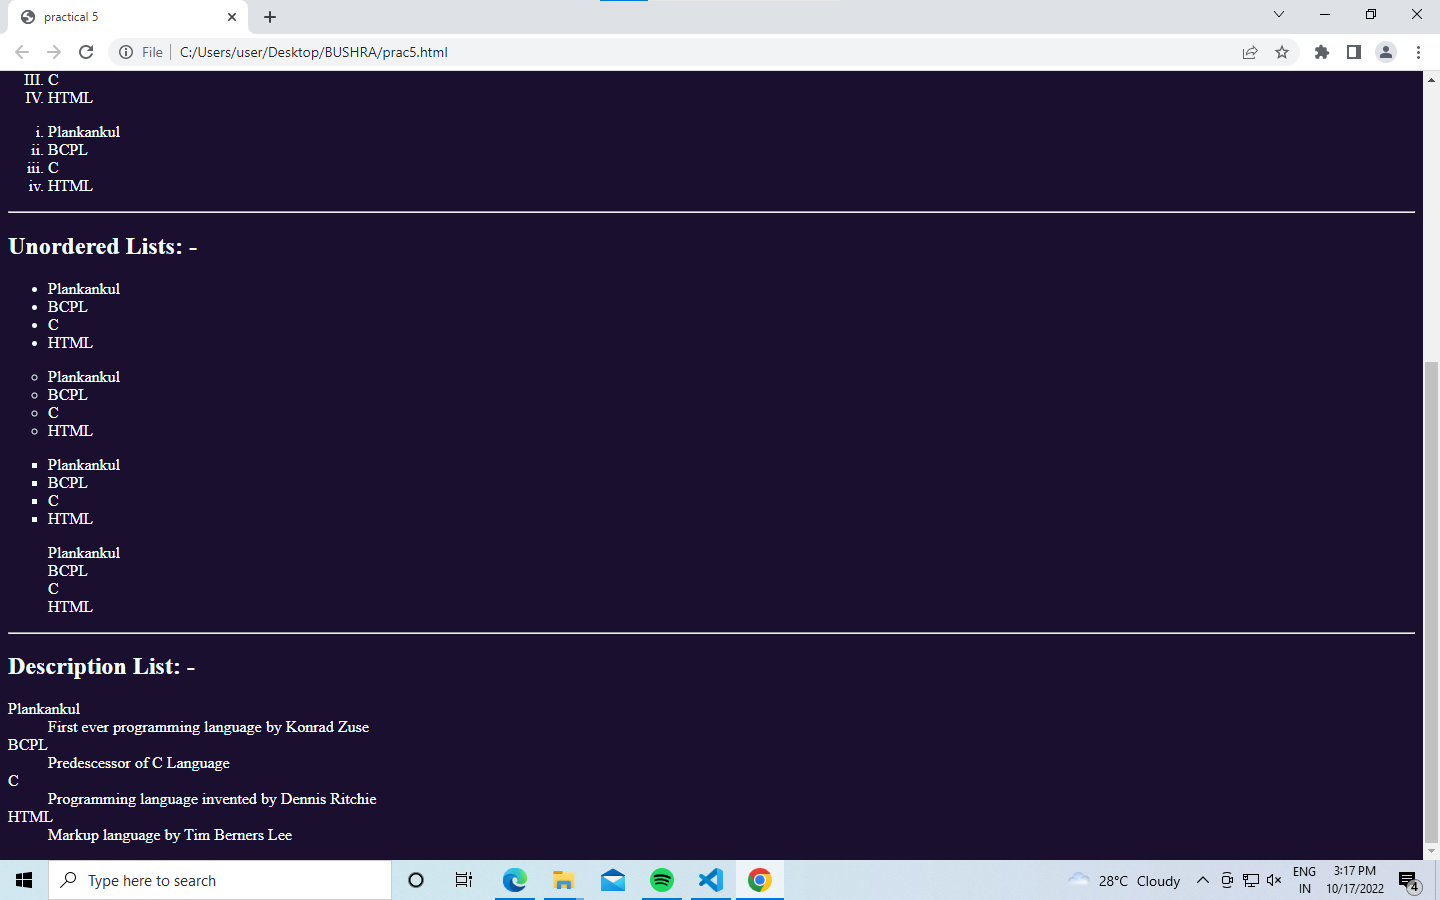 practical 5
File C:/Users/user/Desktop/BUSHRA/prac5.html
III. C
IV. HTML
i. Plankankul
ii. BCPL
iii. C
iv. HTML
Unordered Lists: -
• Plankankul
• BCPL
• C
• HTML
○ Plankankul
○ BCPL
○ C
○ HTML
▪ Plankankul
▪ BCPL
▪ C
▪ HTML
Plankankul
BCPL
C
HTML
Description List: -
Plankankul
First ever programming language by Konrad Zuse
BCPL
Predescessor of C Language
C
Programming language invented by Dennis Ritchie
HTML
Markup language by Tim Berners Lee
Type here to search
28°C Cloudy
ENG
IN
3:17 PM
10/17/2022
4